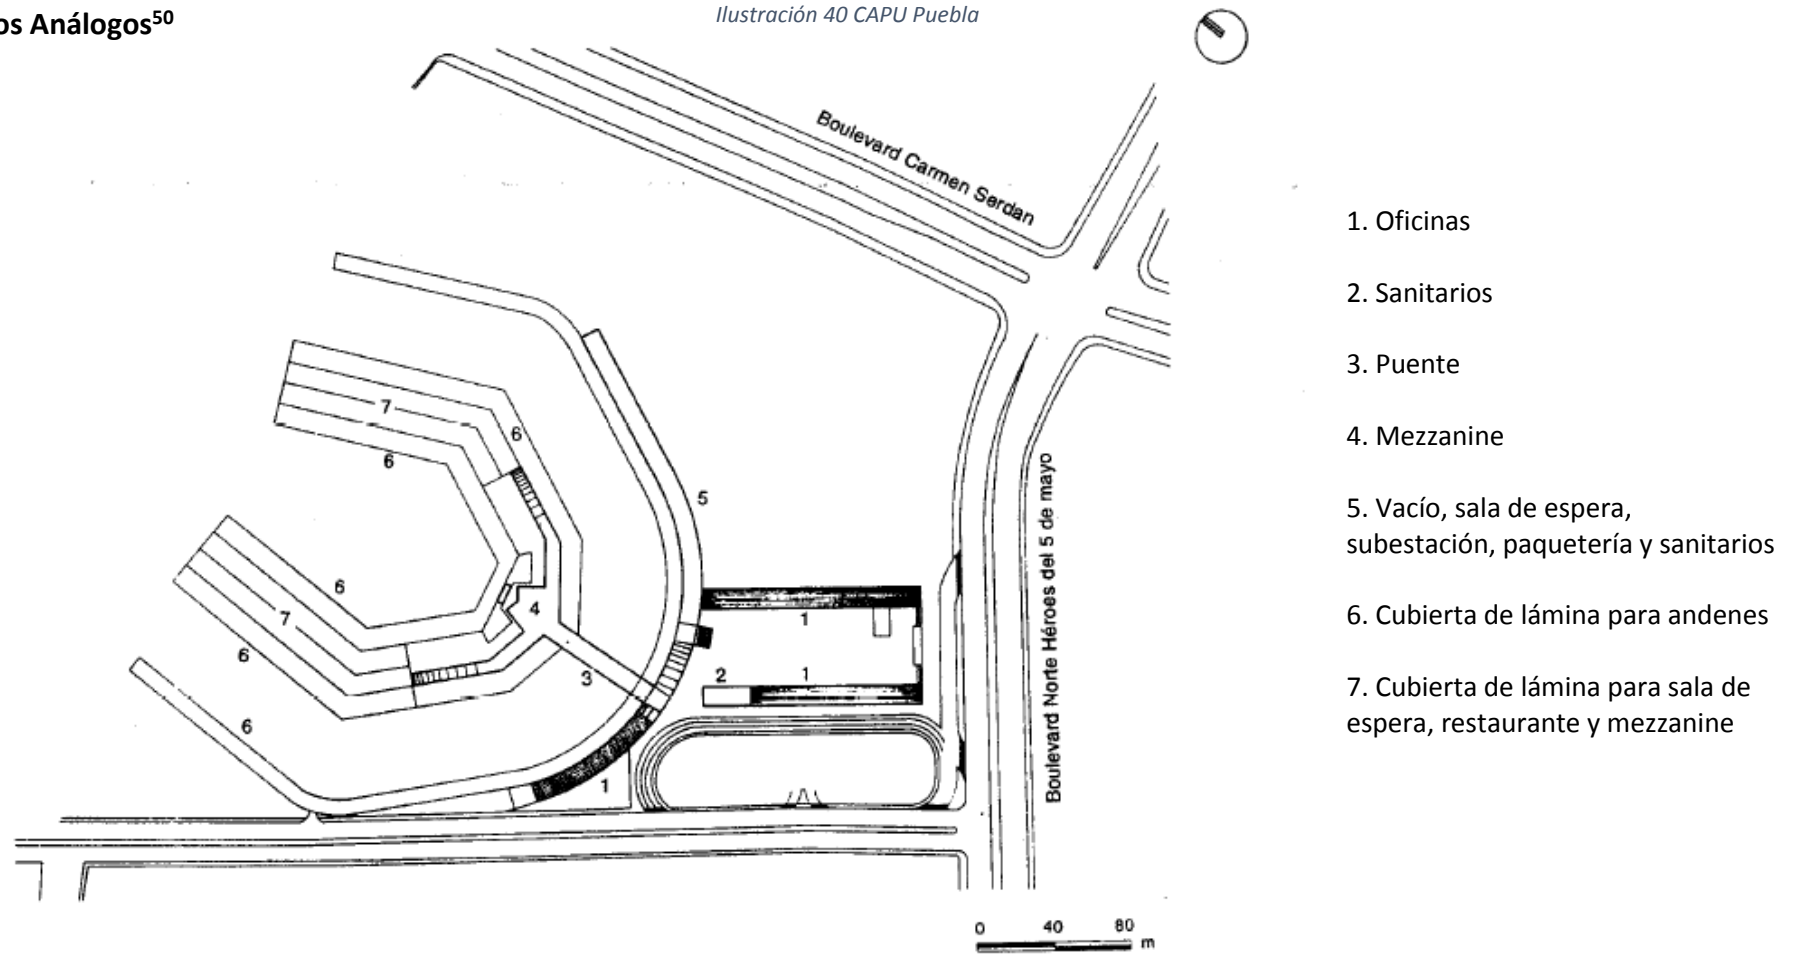 os Análogos50
Ilustración 40 CAPU Puebla
Boulevard Carmen Serdan
Boulevard Norte Héroes del 5 de mayo
7
6
6
5
6
7
6
6
4
3
1
2
1
1
0 40 80 m
1. Oficinas
2. Sanitarios
3. Puente
4. Mezzanine
5. Vacío, sala de espera,
subestación, paquetería y sanitarios
6. Cubierta de lámina para andenes
7. Cubierta de lámina para sala de
espera, restaurante y mezzanine